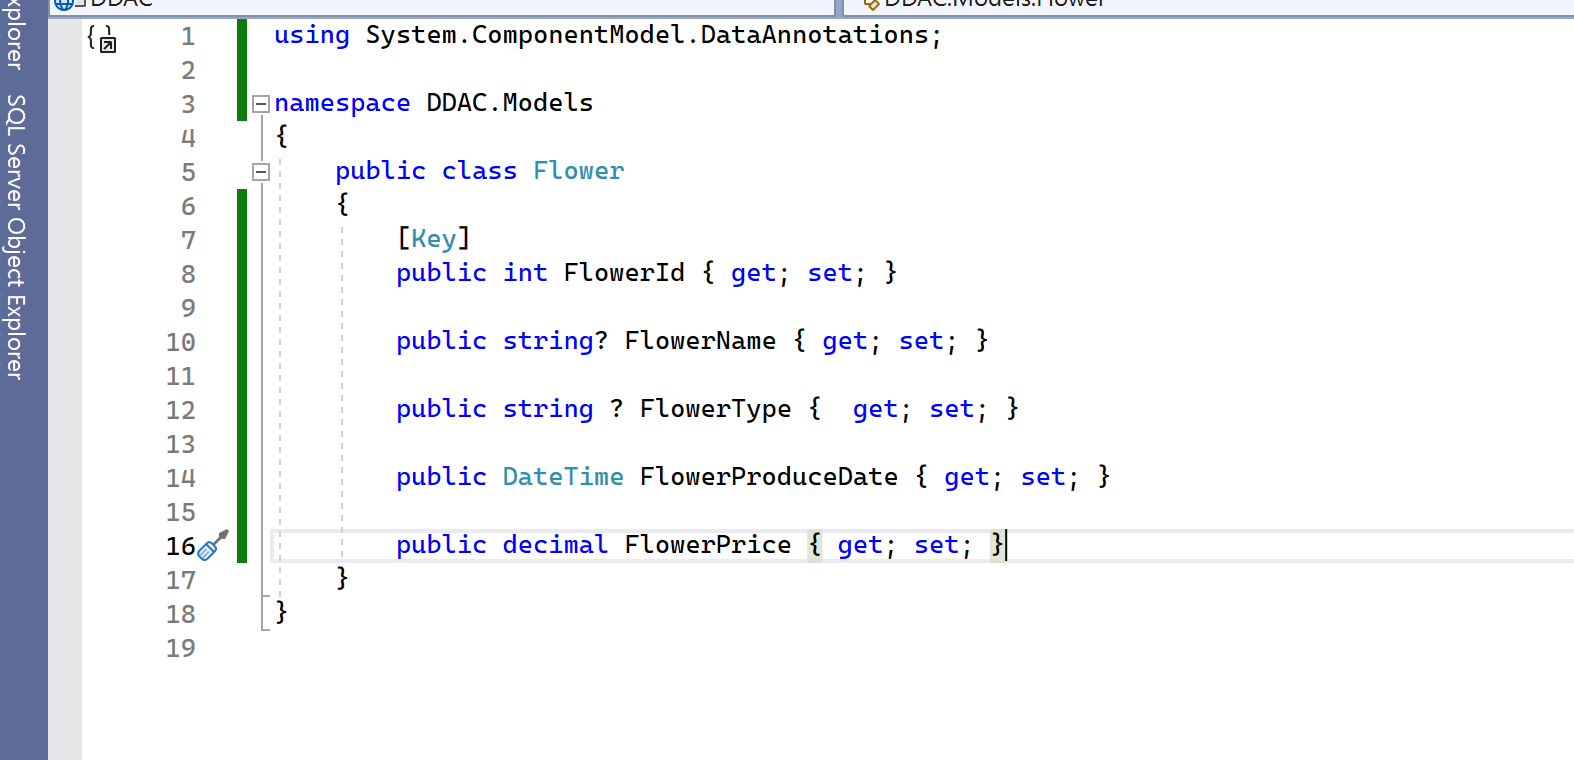 DDAC
DDAC.Models.Flower
xplorer
SQL Server Object Explorer
1 using System.ComponentModel.DataAnnotations;
2
3 namespace DDAC.Models
4 {
5 public class Flower
6 {
7 [Key]
8 public int FlowerId { get; set; }
9
10 public string? FlowerName { get; set; }
11
12 public string ? FlowerType {  get; set; }
13
14 public DateTime FlowerProduceDate { get; set; }
15
16 public decimal FlowerPrice { get; set; }
17 }
18 }
19